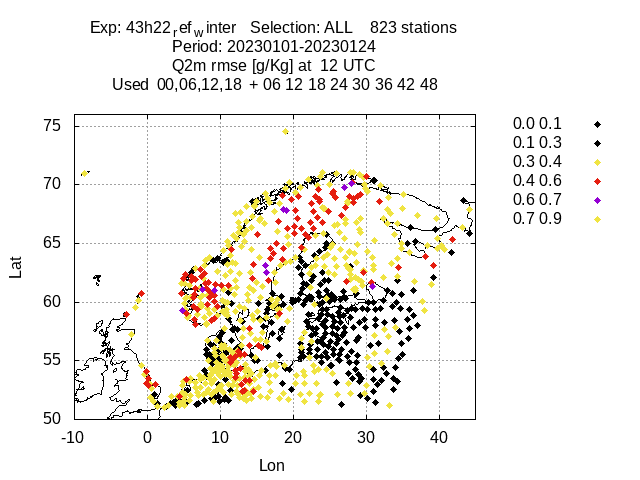 Exp: 43h22ref winter Selection: ALL 823 stations
Period: 20230101-20230124
Q2m rmse [g/Kg] at 12 UTC
Used 00,06,12,18 + 06 12 18 24 30 36 42 48
75
70
65
60
55
50
Lat
-10 0 10 20 30 40
Lon
0.0 0.1
0.1 0.3
0.3 0.4
0.4 0.6
0.6 0.7
0.7 0.9